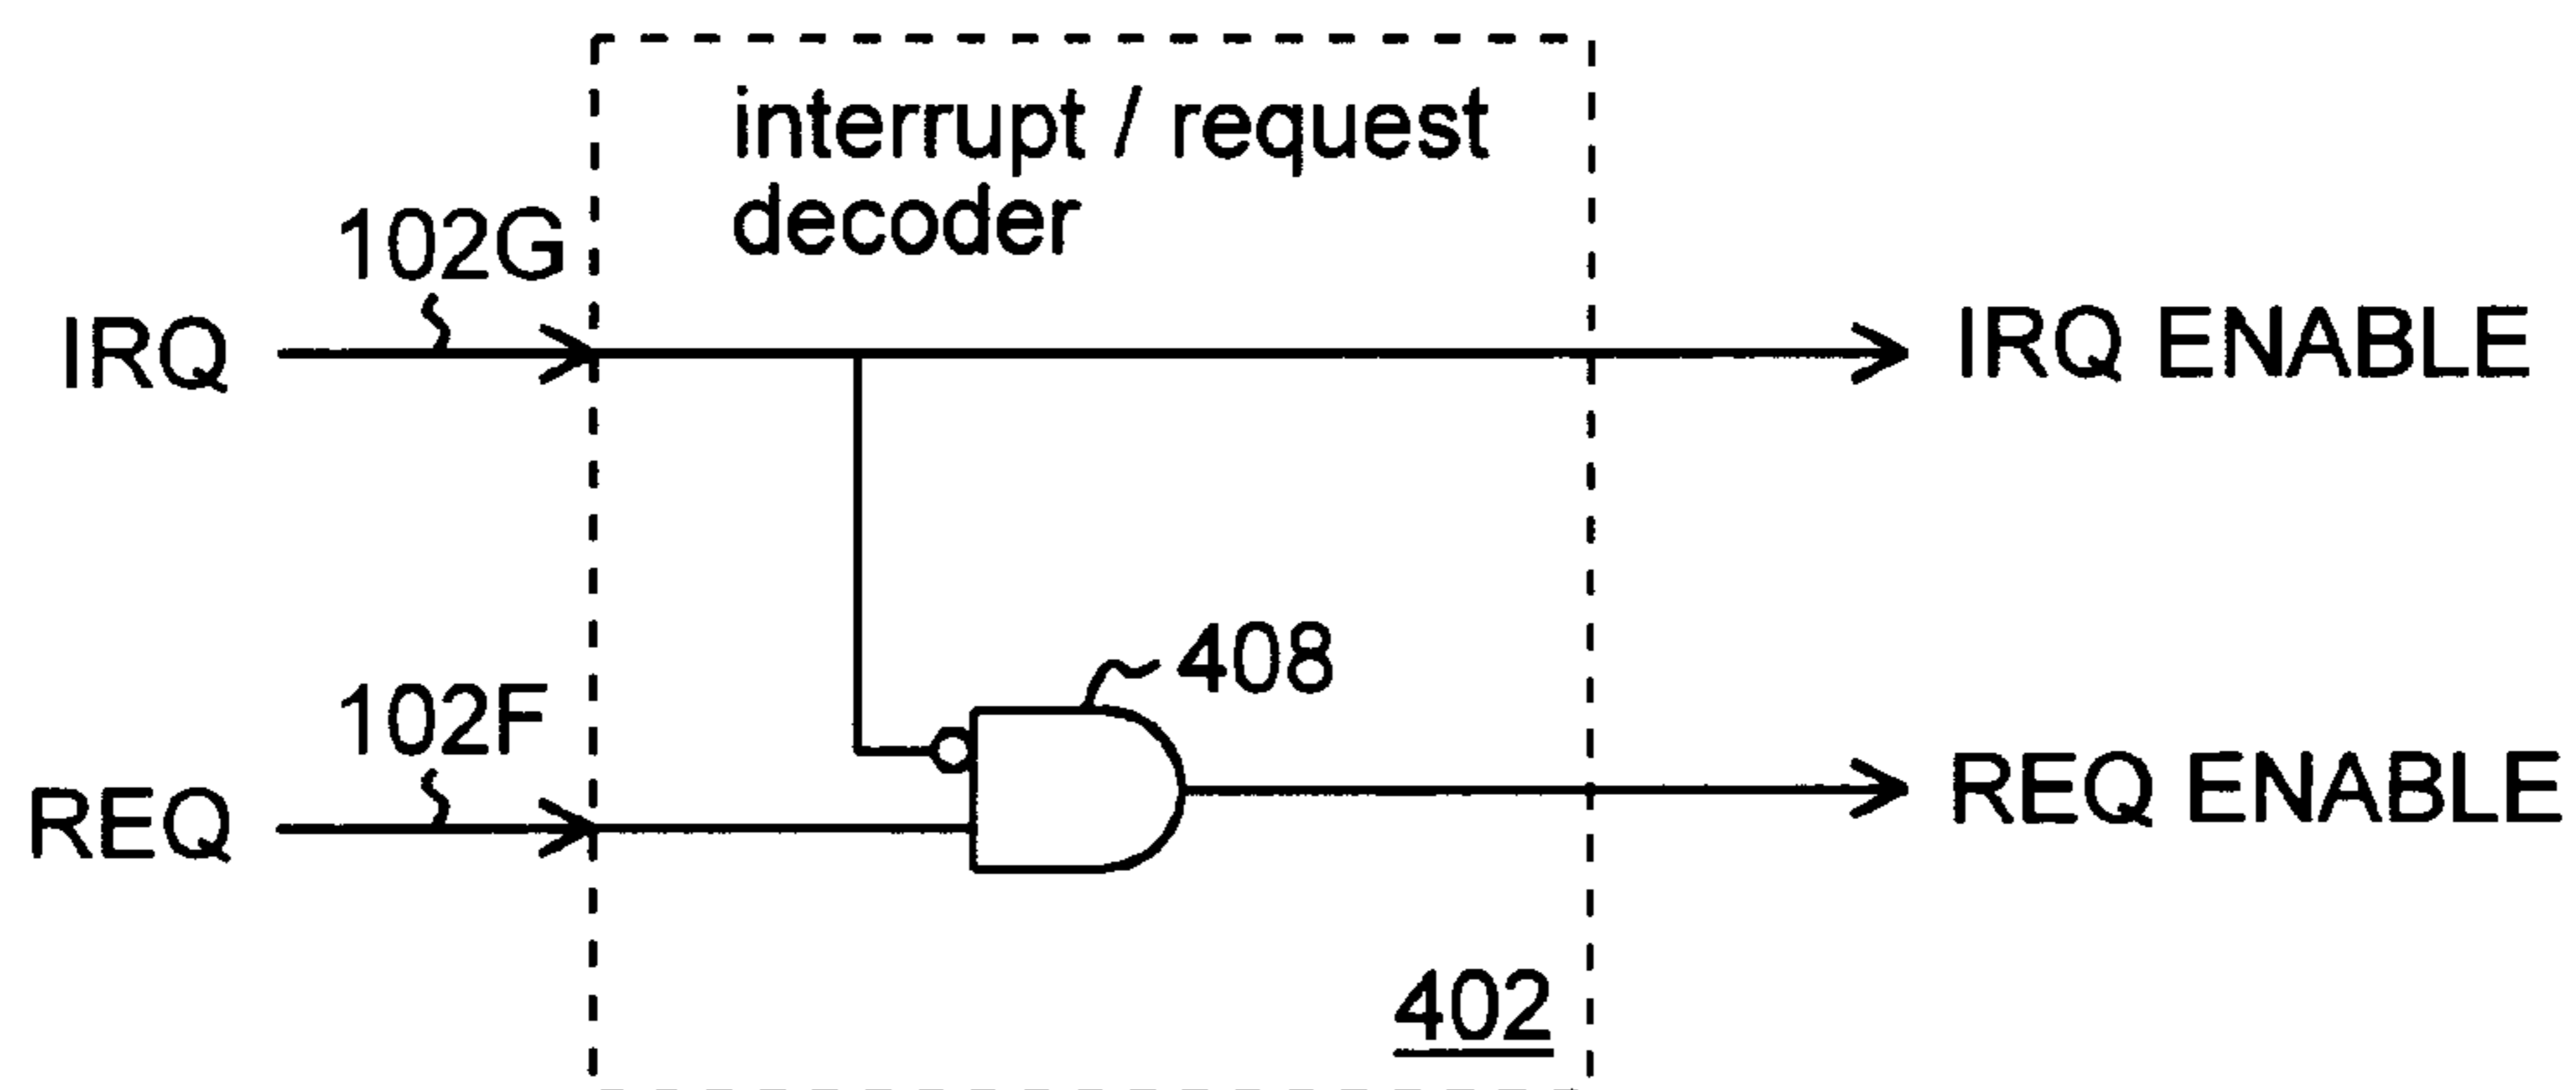 interrupt / request
decoder
102G
IRQ
IRQ ENABLE
408
102F
REQ
REQ ENABLE
402